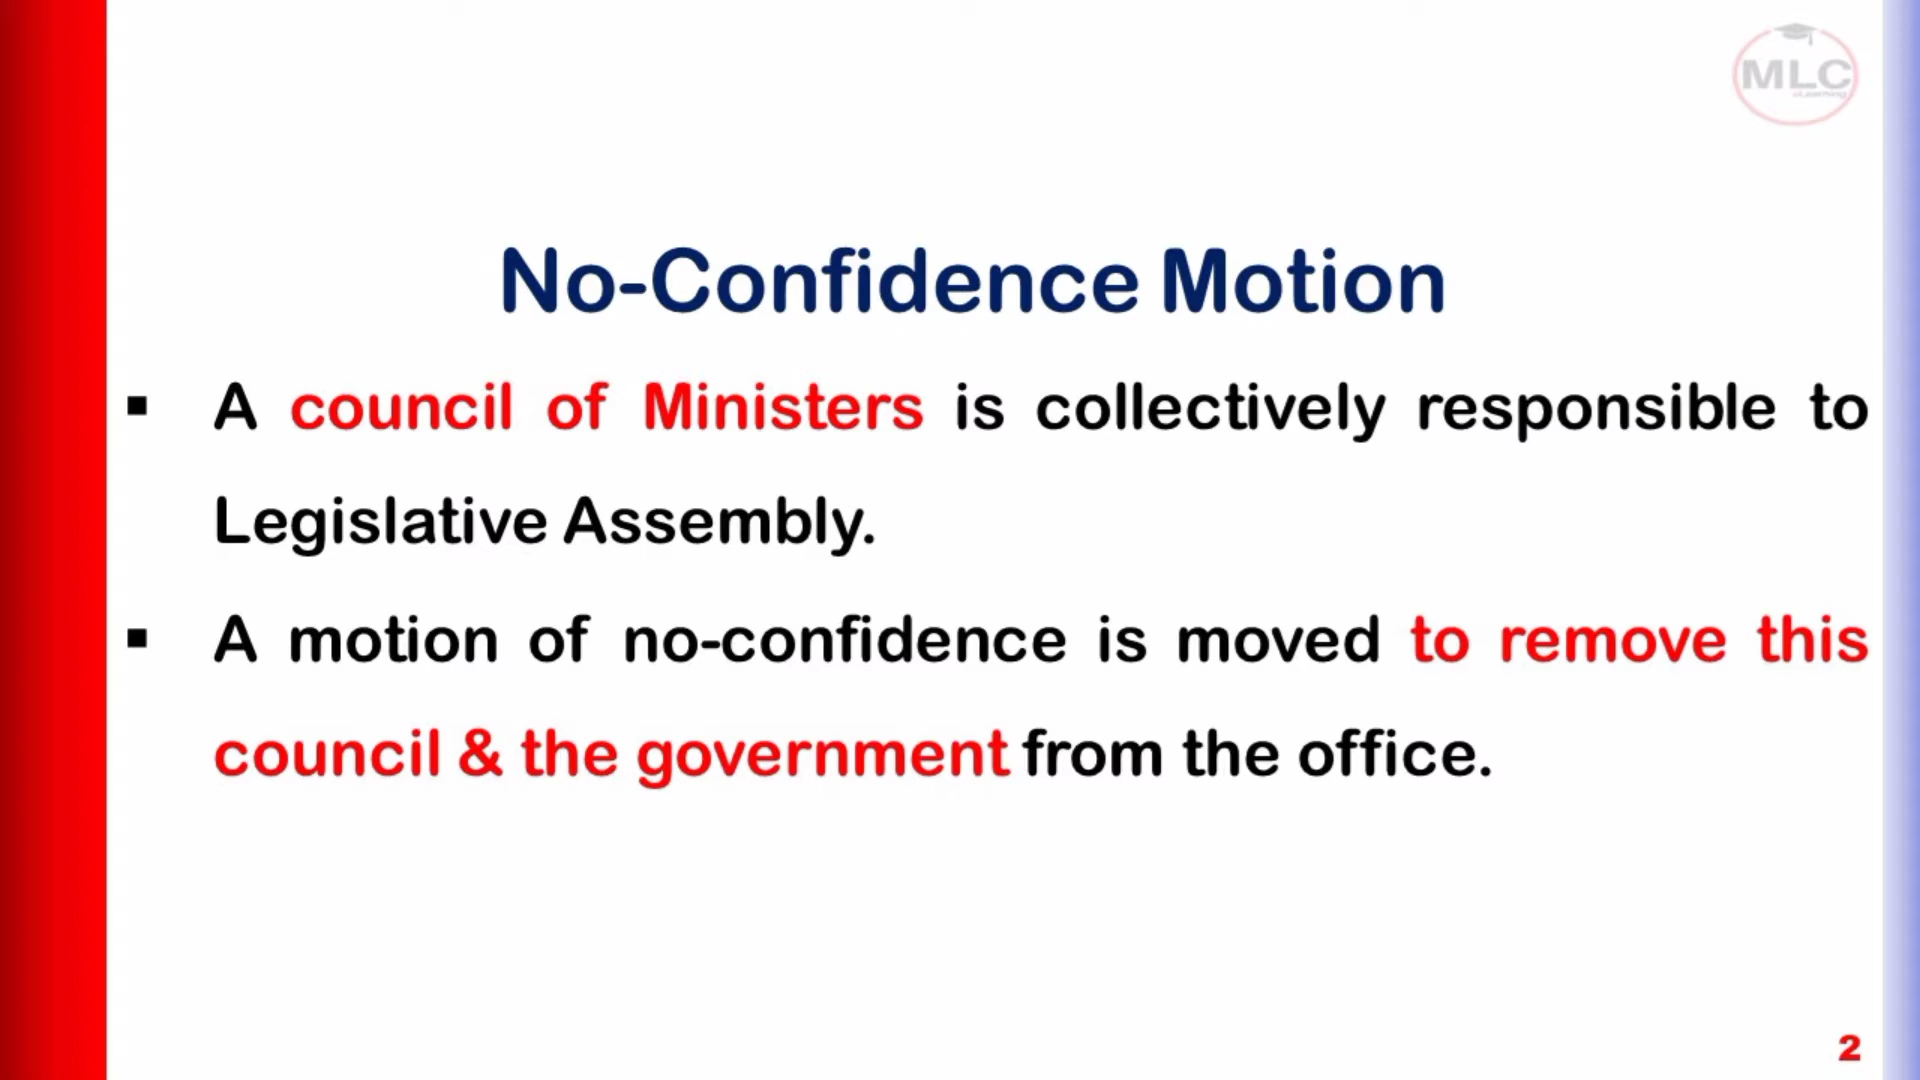 MLC
eLearning
No-Confidence Motion
▪ A council of Ministers is collectively responsible to
Legislative Assembly.
▪ A motion of no-confidence is moved to remove this
council & the government from the office.
2